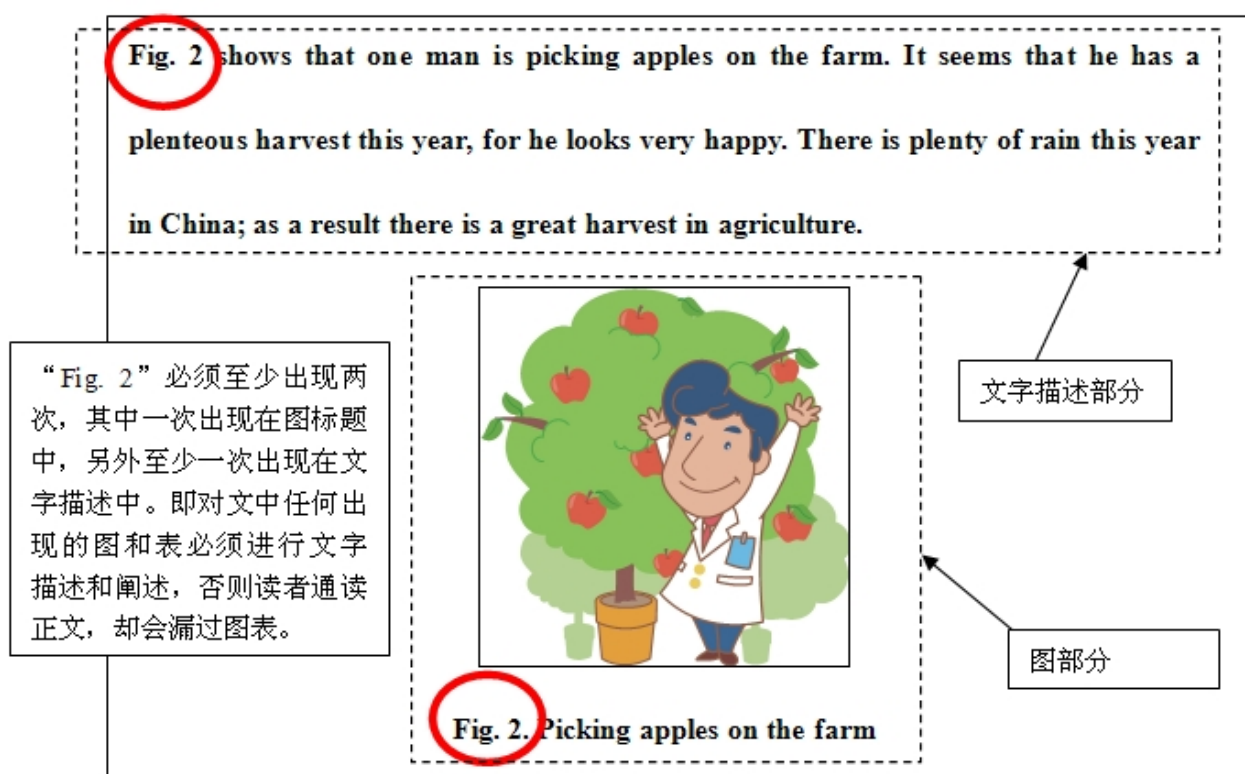 Fig. 2 shows that one man is picking apples on the farm. It seems that he has a
plenteous harvest this year, for he looks very happy. There is plenty of rain this year
in China; as a result there is a great harvest in agriculture.
“Fig. 2”必须至少出现两
次，其中一次出现在图标题
中，另外至少一次出现在文
字描述中。即对文中任何出
现的图和表必须进行文字
描述和阐述，否则读者通读
正文，却会漏过图表。
文字描述部分
图部分
Fig. 2. Picking apples on the farm